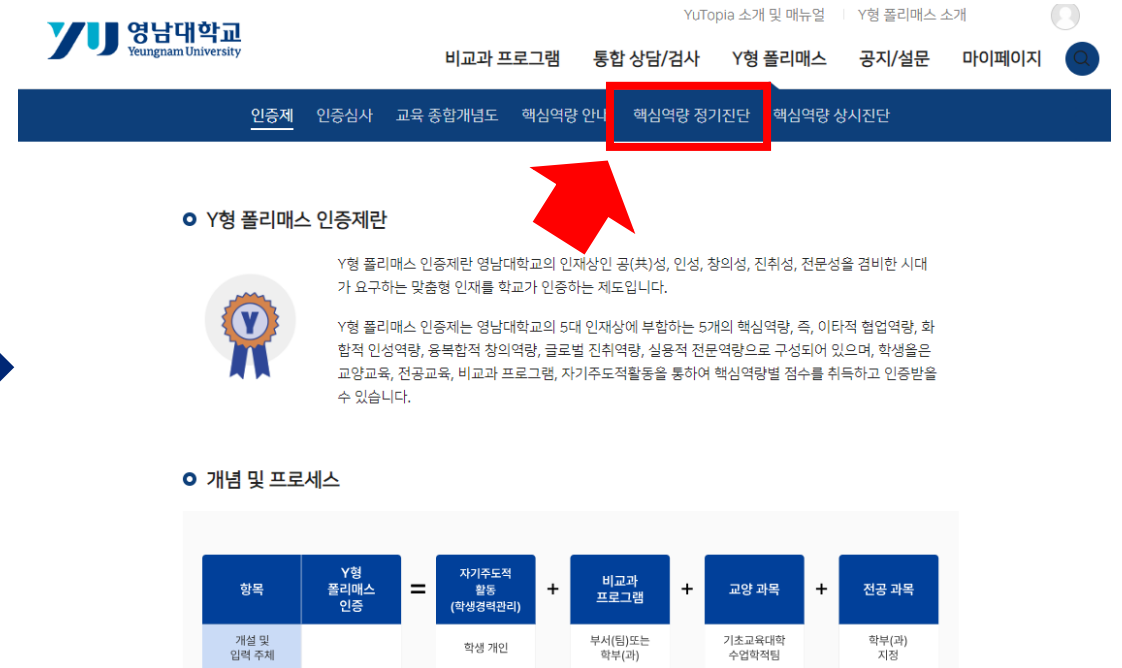 YuTopia 소개 및 매뉴얼 Y형 폴리매스 소개
YU 영남대학교
Yeungnam University
비교과 프로그램 통합 상담/검사 Y형 폴리매스 공지/설문 마이페이지
인증제 인증심사 교육 종합개념도 핵심역량 안내 핵심역량 정기진단 핵심역량 상시진단
Y형 폴리매스 인증제란
Y형 폴리매스 인증제란 영남대학교의 인재상인 공(共)성, 인성, 창의성, 진취성, 전문성을 겸비한 시대
가 요구하는 맞춤형 인재를 학교가 인증하는 제도입니다.
Y
Y형 폴리매스 인증제는 영남대학교의 5대 인재상에 부합하는 5개의 핵심역량, 즉, 이타적 협업역량, 화
합적 인성역량, 융복합적 창의역량, 글로벌 진취역량, 실용적 전문역량으로 구성되어 있으며, 학생을은
교양교육, 전공교육, 비교과 프로그램, 자기주도적활동을 통하여 핵심역량별 점수를 취득하고 인증받을
수 있습니다.
개념 및 프로세스
항목
Y형
폴리매스
인증
=
자기주도적
활동
(학생경력관리)
+
비교과
프로그램
+
교양 과목
+
전공 과목
개설 및
입력 주체
학생 개인
부서(팀)또는
학부(과)
기초교육대학
수업학적팀
학부(과)
지정